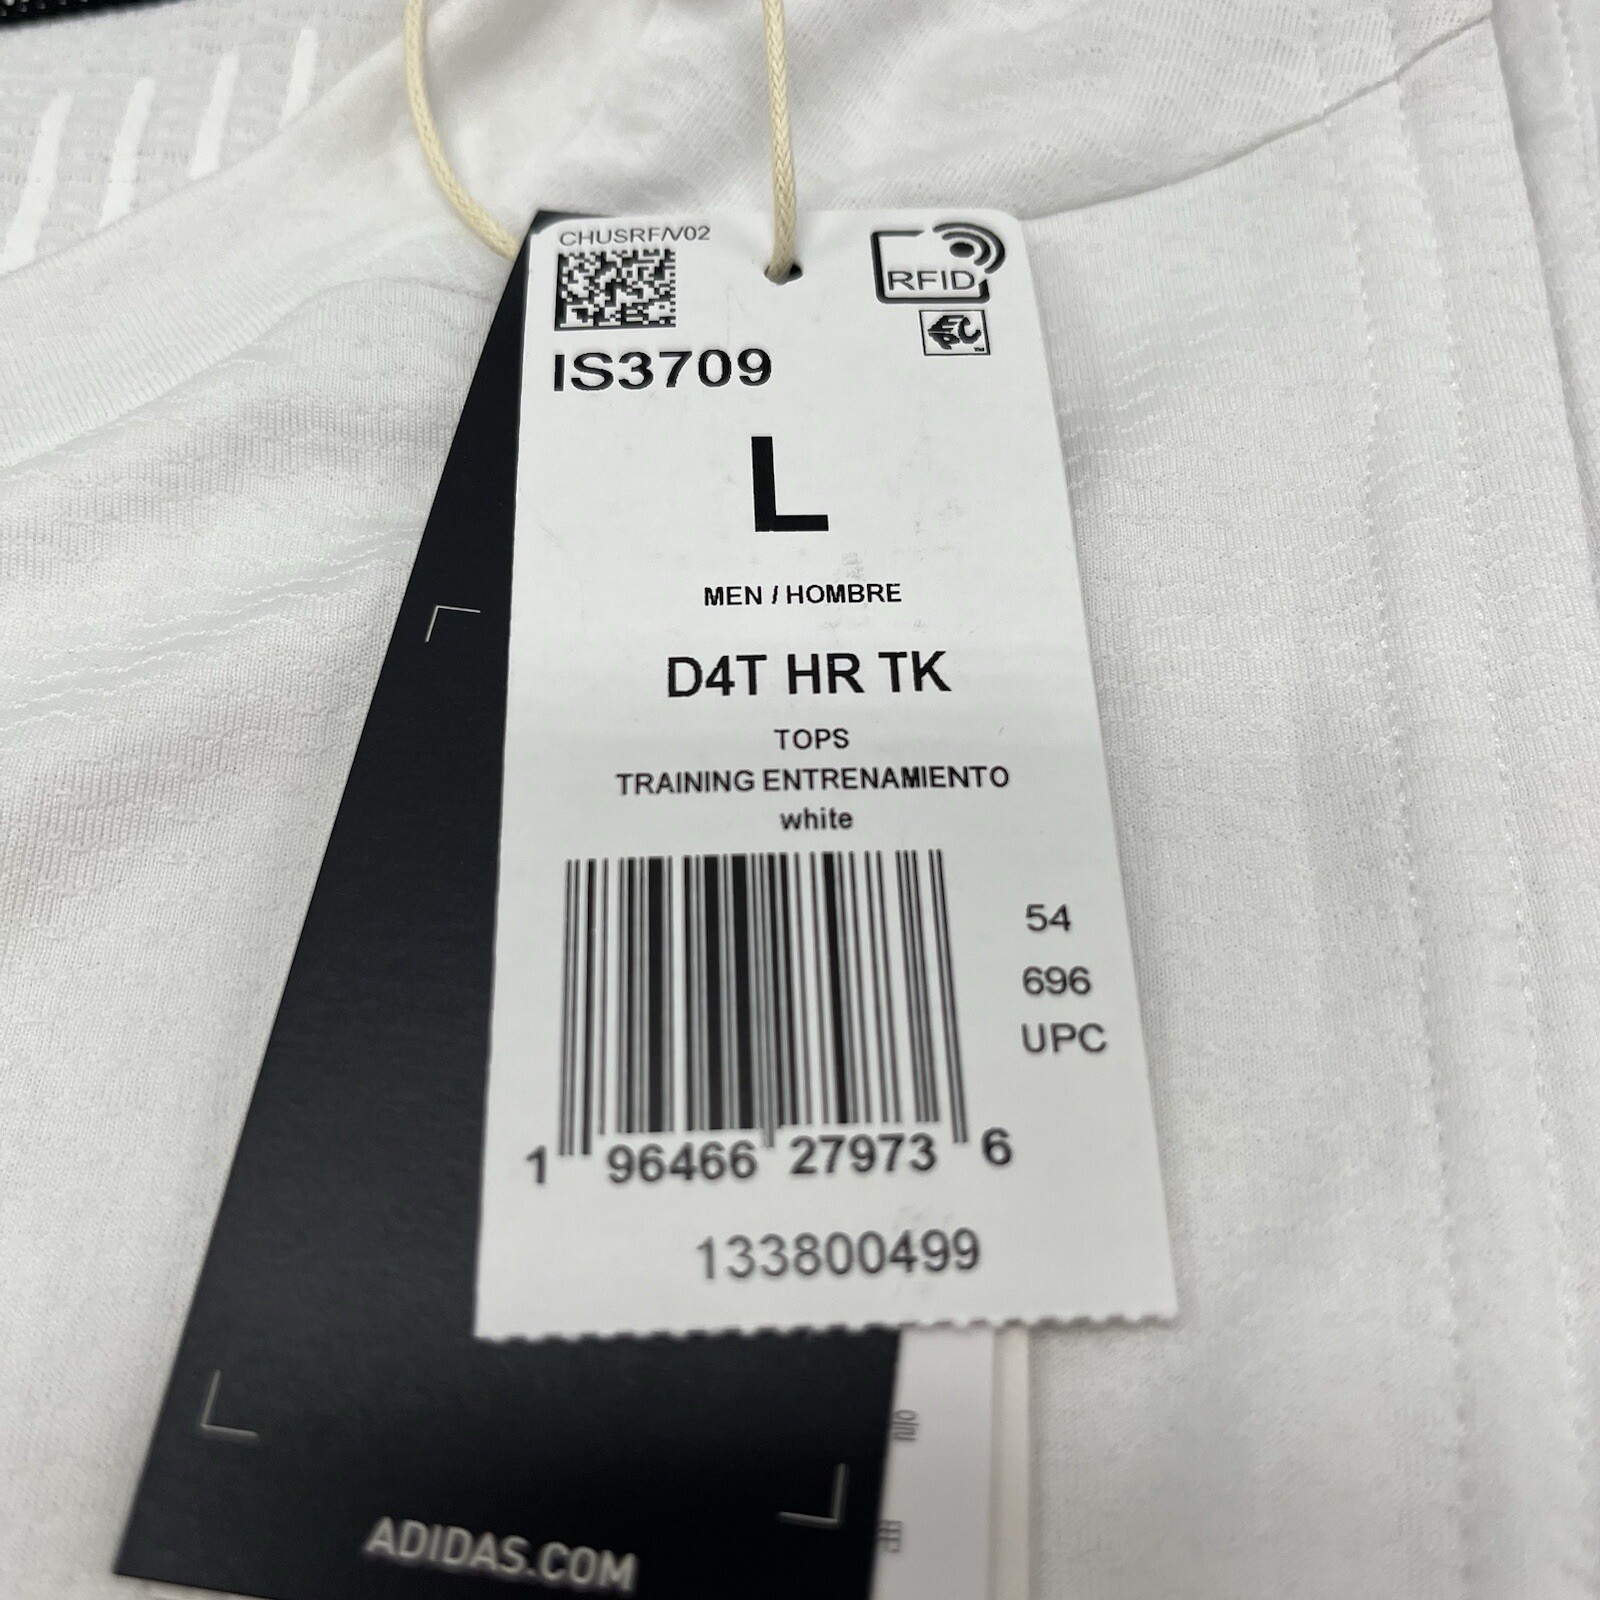 CHUSRF/V02
RFID
EPC
IS3709
L
MEN / HOMBRE
D4T HR TK
TOPS
TRAINING ENTRENAMIENTO
white
54
696
UPC
1 96466 27973 6
133800499
ADIDAS.COM